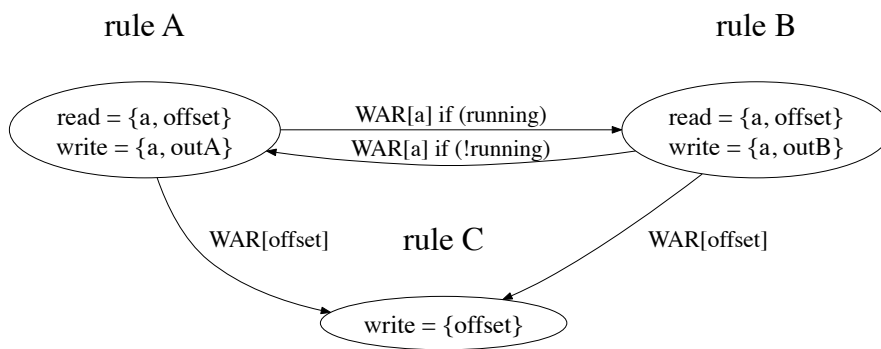 rule A
rule B
read = {a, offset}
write = {a, outA}
WAR[a] if (running)
WAR[a] if (!running)
read = {a, offset}
write = {a, outB}
WAR[offset]
rule C
WAR[offset]
write = {offset}